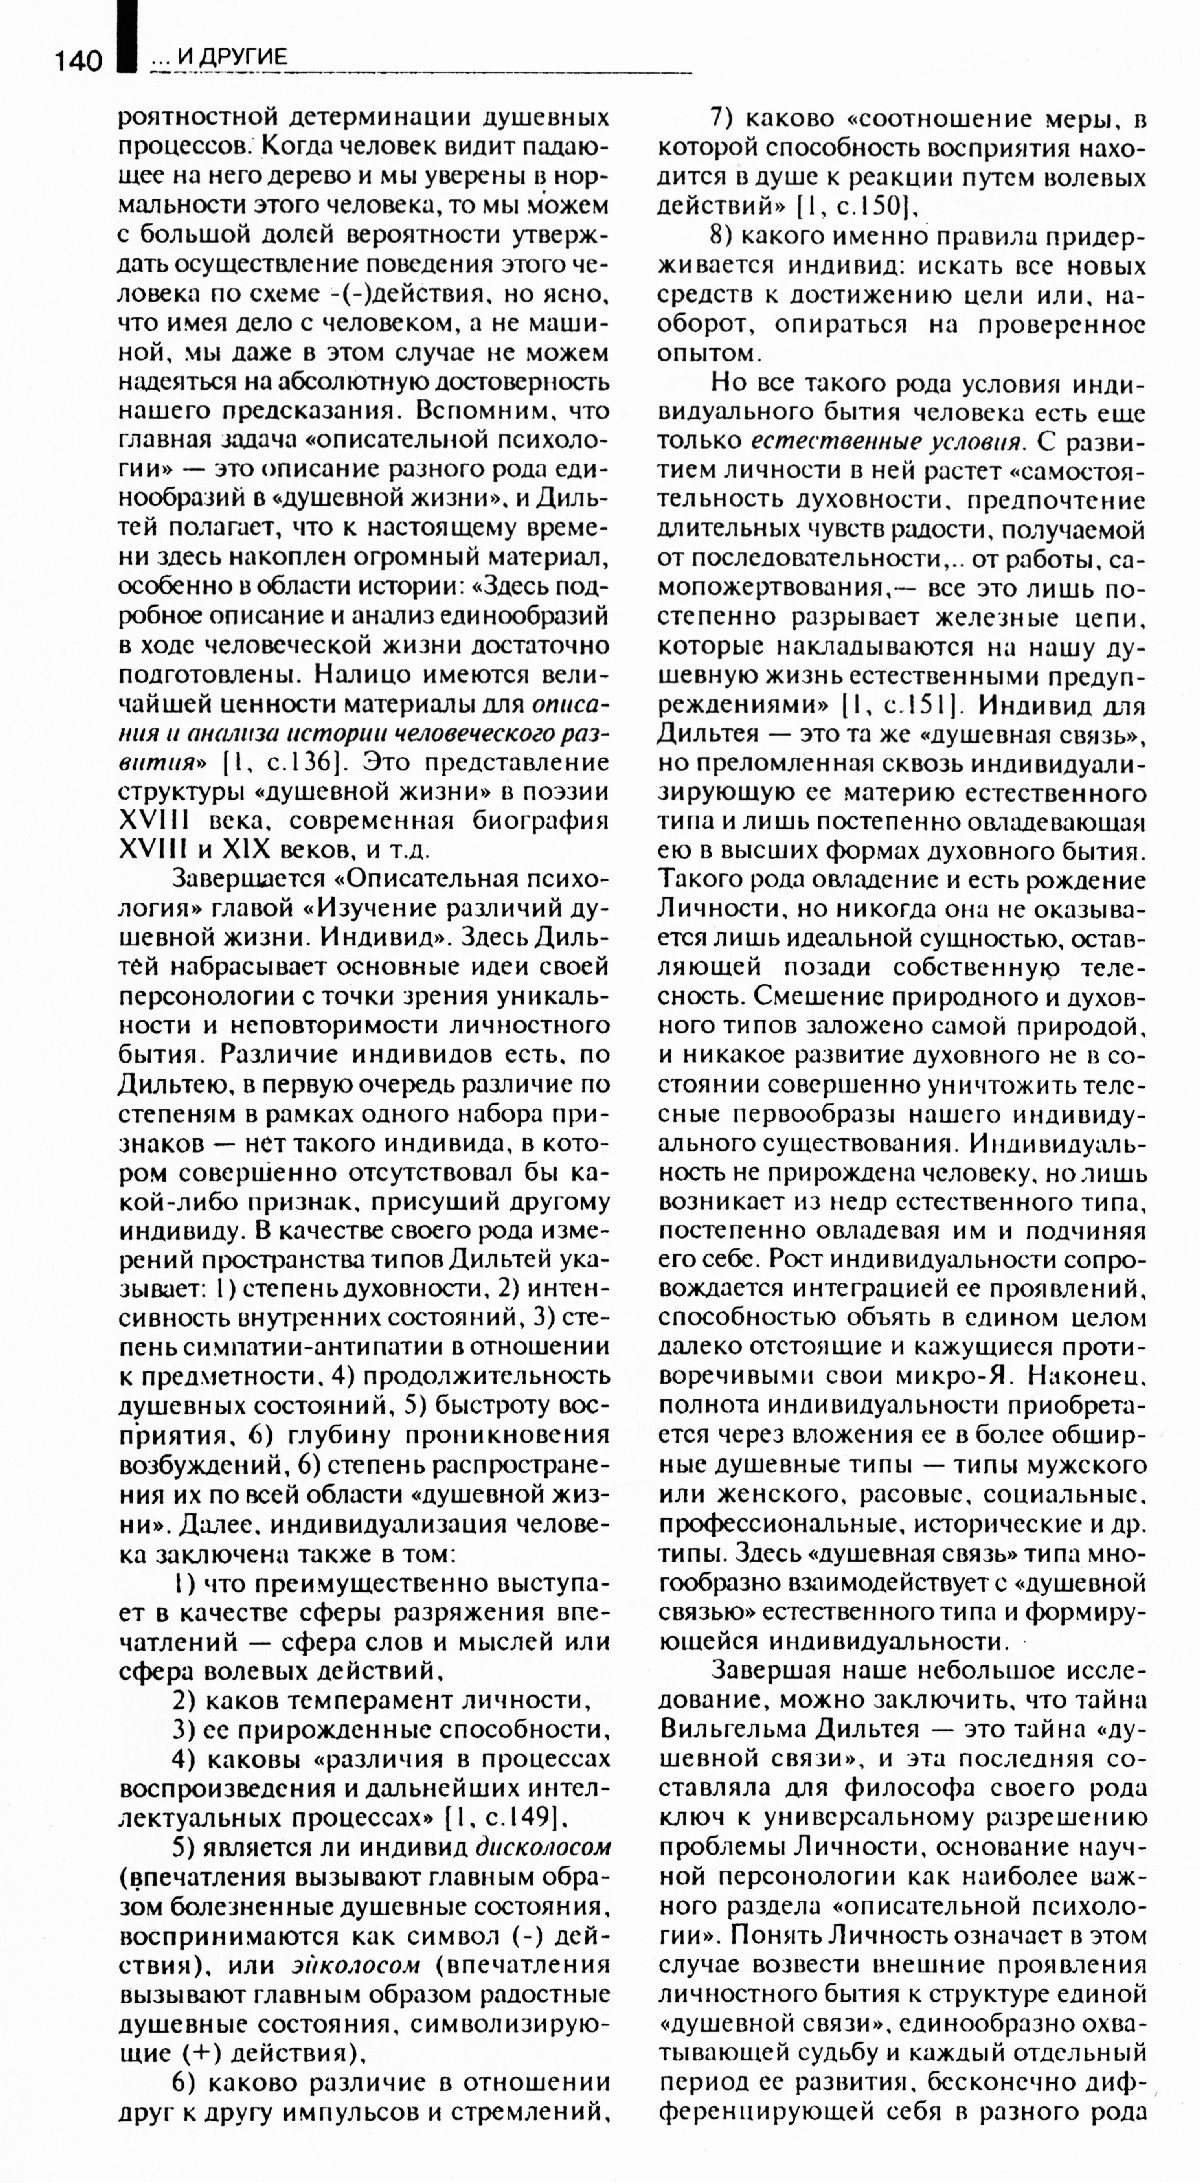 140
... И ДРУГИЕ
роятностной детерминации душевных
процессов. Когда человек видит падаю-
щее на него дерево и мы уверены в нор-
мальности этого человека, то мы можем
с большой долей вероятности утверж-
дать осуществление поведения этого че-
ловека по схеме -(-)действия, но ясно,
что имея дело с человеком, а не маши-
ной, мы даже в этом случае не можем
надеяться на абсолютную достоверность
нашего предсказания. Вспомним, что
главная задача «описательной психоло-
гии» — это описание разного рода еди-
нообразий в «душевной жизни», и Диль-
тей полагает, что к настоящему време-
ни здесь накоплен огромный материал,
особенно в области истории: «Здесь под-
робное описание и анализ единообразий
в ходе человеческой жизни достаточно
подготовлены. Налицо имеются вели-
чайшей ценности материалы для описа-
ния и анализа истории человеческого раз-
вития» [1, с.136]. Это представление
структуры «душевной жизни» в поэзии
XVIII века, современная биография
XVIII и XIX веков, и т.д.
Завершается «Описательная психо-
логия» главой «Изучение различий ду-
шевной жизни. Индивид». Здесь Диль-
тей набрасывает основные идеи своей
персонологии с точки зрения уникаль-
ности и неповторимости личностного
бытия. Различие индивидов есть, по
Дильтею, в первую очередь различие по
степеням в рамках одного набора при-
знаков — нет такого индивида, в кото-
ром совершенно отсутствовал бы ка-
кой-либо признак, присущий другому
индивиду. В качестве своего рода изме-
рений пространства типов Дильтей ука-
зывает: 1) степень духовности, 2) интен-
сивность внутренних состояний, 3) сте-
пень симпатии-антипатии в отношении
к предметности, 4) продолжительность
душевных состояний, 5) быстроту вос-
приятия, 6) глубину проникновения
возбуждений, 6) степень распростране-
ния их по всей области «душевной жиз-
ни». Далее, индивидуализация челове-
ка заключена также в том:
1) что преимущественно выступа-
ет в качестве сферы разряжения впе-
чатлений — сфера слов и мыслей или
сфера волевых действий,
2) каков темперамент личности,
3) ее прирожденные способности,
4) каковы «различия в процессах
воспроизведения и дальнейших интел-
лектуальных процессах» [1, с.149],
5) является ли индивид дисколосом
(впечатления вызывают главным обра-
зом болезненные душевные состояния,
воспринимаются как символ (-) дей-
ствия), или эйколосом (впечатления
вызывают главным образом радостные
душевные состояния, символизирую-
щие (+) действия),
6) каково различие в отношении
друг к другу импульсов и стремлений,
7) каково «соотношение меры, в
которой способность восприятия нахо-
дится в душе к реакции путем волевых
действий» [1, с.150],
8) какого именно правила придер-
живается индивид: искать все новых
средств к достижению цели или, на-
оборот, опираться на проверенное
опытом.
Но все такого рода условия инди-
видуального бытия человека есть еще
только естественные условия. С разви-
тием личности в ней растет «самостоя-
тельность духовности, предпочтение
длительных чувств радости, получаемой
от последовательности,.. от работы, са-
мопожертвования,— все это лишь по-
степенно разрывает железные цепи,
которые накладываются на нашу ду-
шевную жизнь естественными предуп-
реждениями» [1, с.151]. Индивид для
Дильтея — это та же «душевная связь»,
но преломленная сквозь индивидуали-
зирующую ее материю естественного
типа и лишь постепенно овладевающая
ею в высших формах духовного бытия.
Такого рода овладение и есть рождение
Личности, но никогда она не оказыва-
ется лишь идеальной сущностью, остав-
ляющей позади собственную теле-
сность. Смешение природного и духов-
ного типов заложено самой природой,
и никакое развитие духовного не в со-
стоянии совершенно уничтожить теле-
сные первообразы нашего индивиду-
ального существования. Индивидуаль-
ность не прирождена человеку, но лишь
возникает из недр естественного типа,
постепенно овладевая им и подчиняя
его себе. Рост индивидуальности сопро-
вождается интеграцией ее проявлений,
способностью объять в едином целом
далеко отстоящие и кажущиеся проти-
воречивыми свои микро-Я. Наконец,
полнота индивидуальности приобрета-
ется через вложения ее в более обшир-
ные душевные типы — типы мужского
или женского, расовые, социальные,
профессиональные, исторические и др.
типы. Здесь «душевная связь» типа мно-
гообразно взаимодействует с «душевной
связью» естественного типа и формиру-
ющейся индивидуальности.
Завершая наше небольшое иссле-
дование, можно заключить, что тайна
Вильгельма Дильтея — это тайна «ду-
шевной связи», и эта последняя со-
ставляла для философа своего рода
ключ к универсальному разрешению
проблемы Личности, основание науч-
ной персонологии как наиболее важ-
ного раздела «описательной психоло-
гии». Понять Личность означает в этом
случае возвести внешние проявления
личностного бытия к структуре единой
«душевной связи», единообразно охва-
тывающей судьбу и каждый отдельный
период ее развития, бесконечно диф-
ференцирующей себя в разного рода